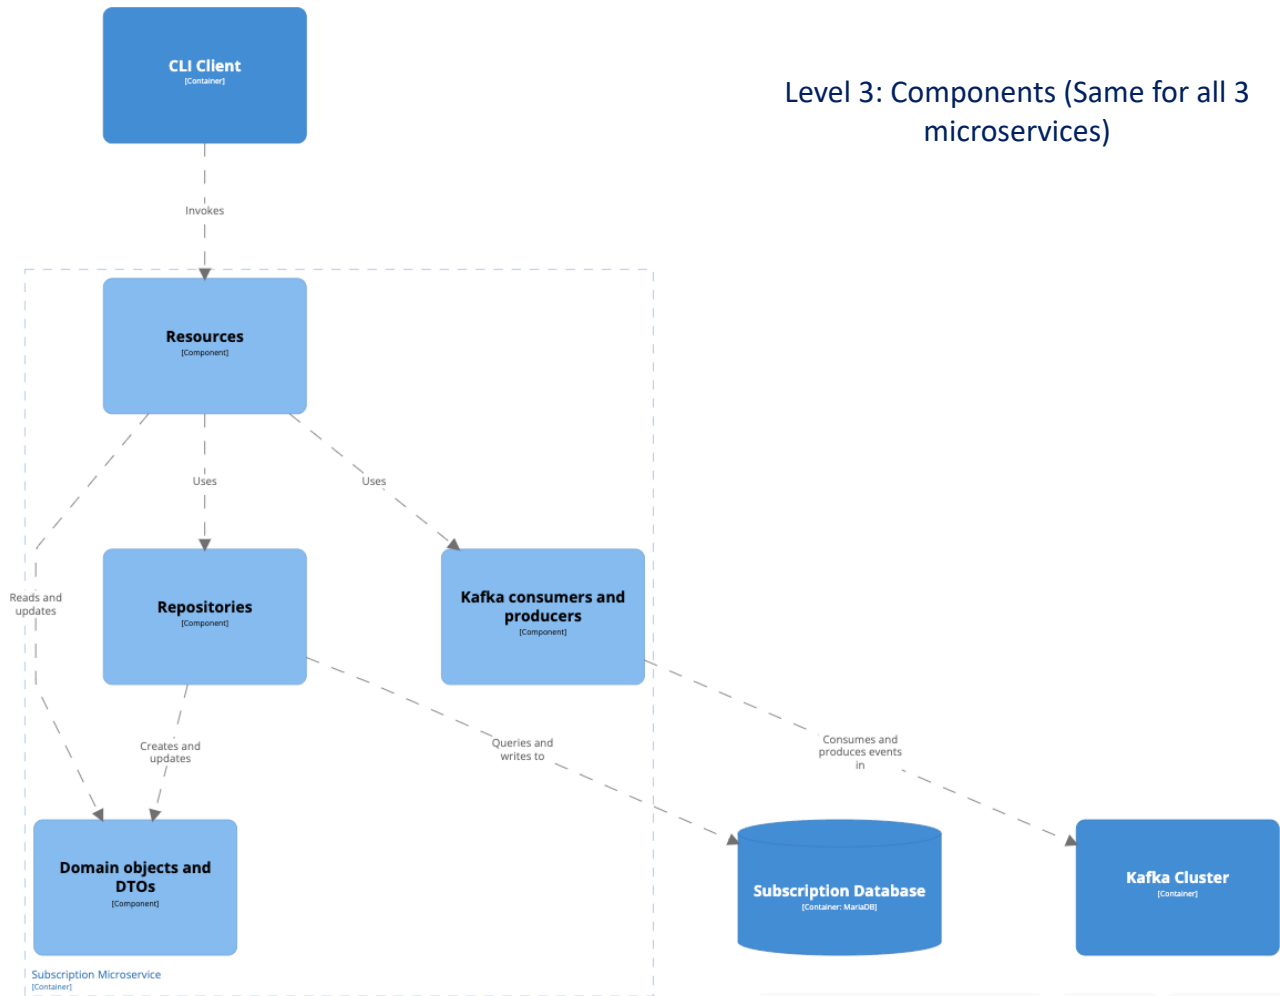 CLI Client
[Container]
Level 3: Components (Same for all 3
microservices)
Invokes
Resources
[Component]
Uses
Uses
Reads and
updates
Repositories
[Component]
Kafka consumers and
producers
[Component]
Creates and
updates
Queries and
writes to
Consumes and
produces events
in
Domain objects and
DTOs
[Component]
Subscription Database
[Container: MariaDB]
Kafka Cluster
[Container]
Subscription Microservice
[Container]